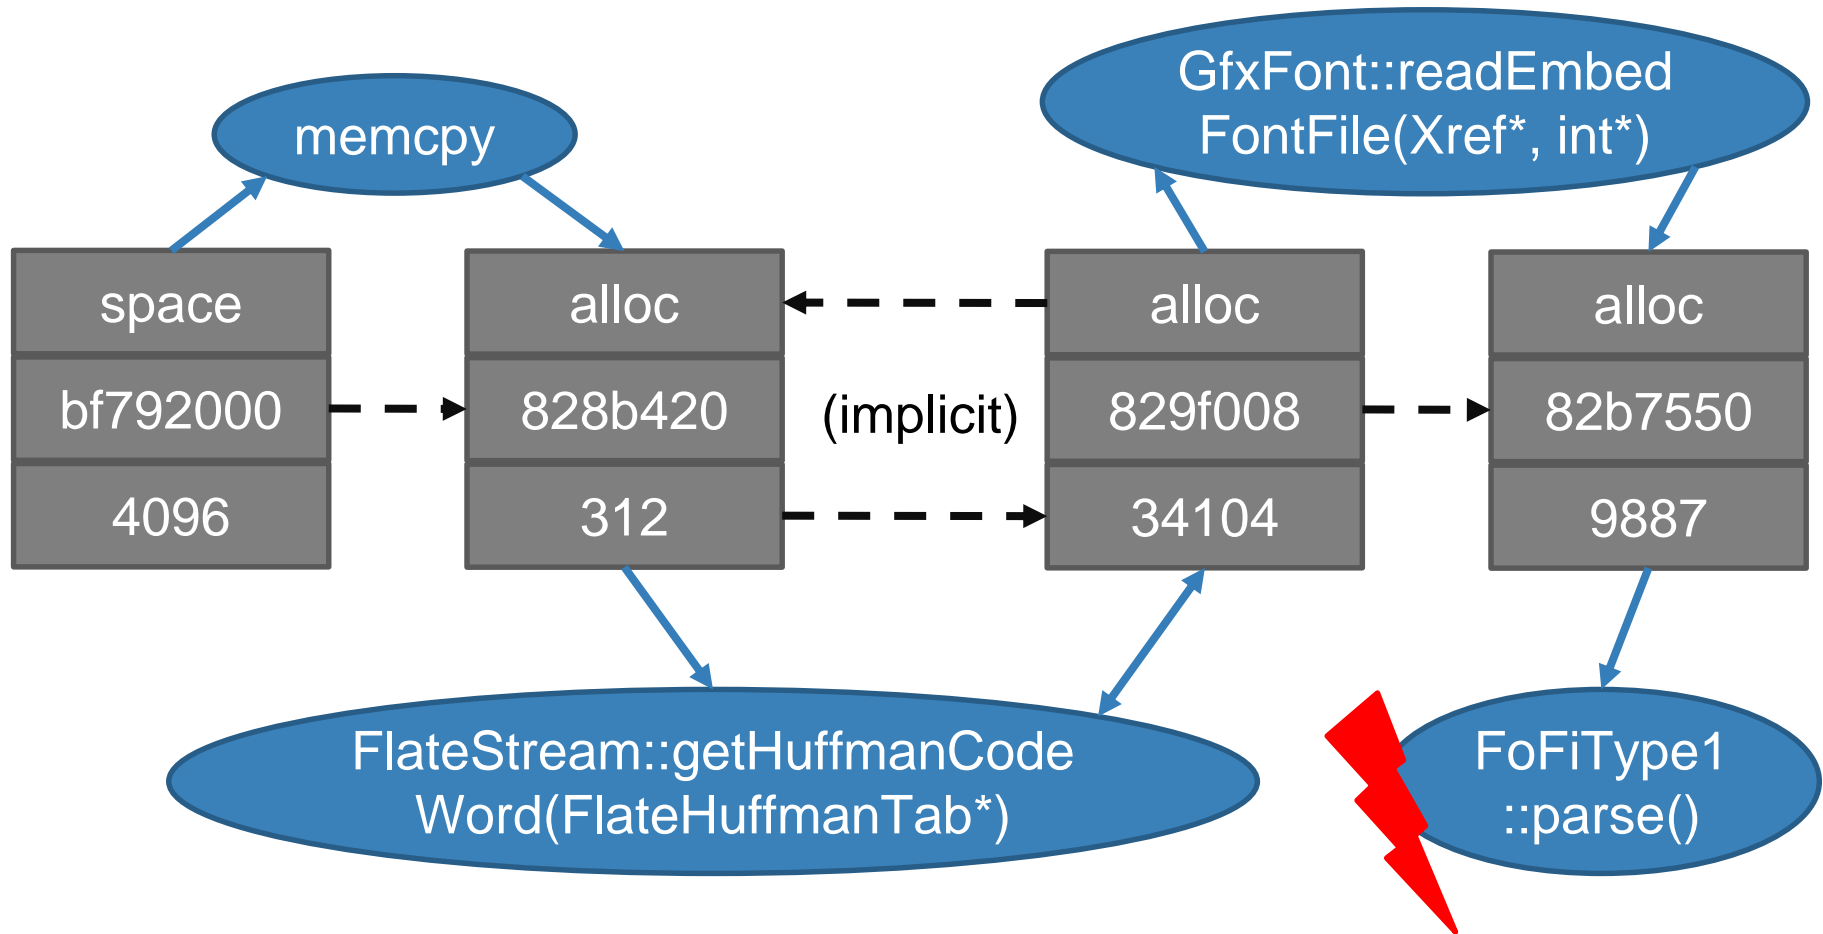 memcpy
GfxFont::readEmbed
FontFile(Xref*, int*)
space
bf792000
4096
alloc
828b420
312
(implicit)
alloc
829f008
34104
alloc
82b7550
9887
FlateStream::getHuffmanCode
Word(FlateHuffmanTab*)
FoFiType1
::parse()